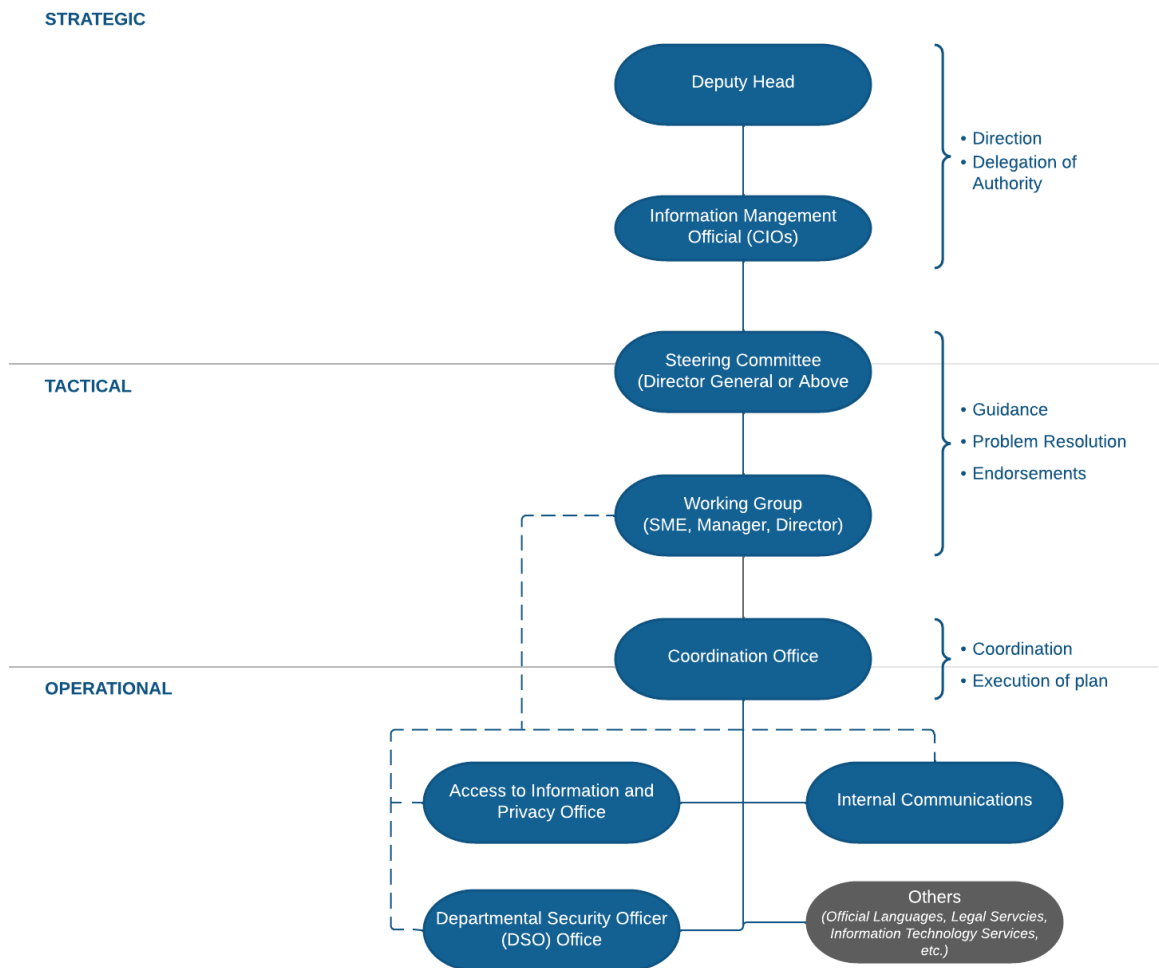 STRATEGIC
Deputy Head
• Direction
• Delegation of
Authority
Information Mangement
Official (CIOs)
Steering Committee
(Director General or Above
TACTICAL
• Guidance
• Problem Resolution
• Endorsements
Working Group
(SME, Manager, Director)
Coordination Office
• Coordination
• Execution of plan
OPERATIONAL
Access to Information and
Privacy Office
Internal Communications
Departmental Security Officer
(DSO) Office
Others
(Official Languages, Legal Servcies,
Information Technology Services,
etc.)